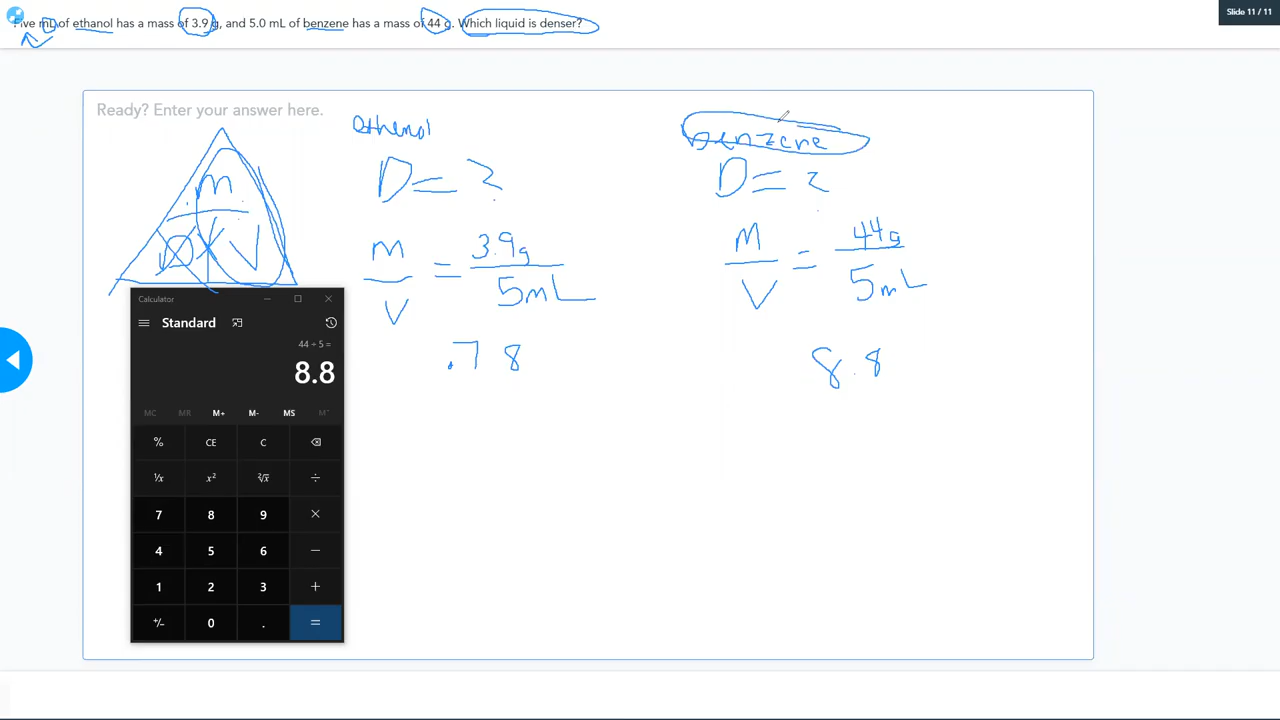 Five mL of ethanol has a mass of 3.9 g, and 5.0 mL of benzene has a mass of 44 g. Which liquid is denser?
Slide 11 / 11
Ready? Enter your answer here.
ethanol
benzene
D = ?
D = ?
m
D V
m
V
= 3.9g
5mL
M
V
= 44g
5mL
.78
8.8
Calculator
Standard
44 ÷ 5 =
8.8
MC MR M+ M- MS M˅
% CE C ⌫
¹/x x² ²√x ÷
7 8 9 ×
4 5 6 −
1 2 3 +
+/- 0 . =